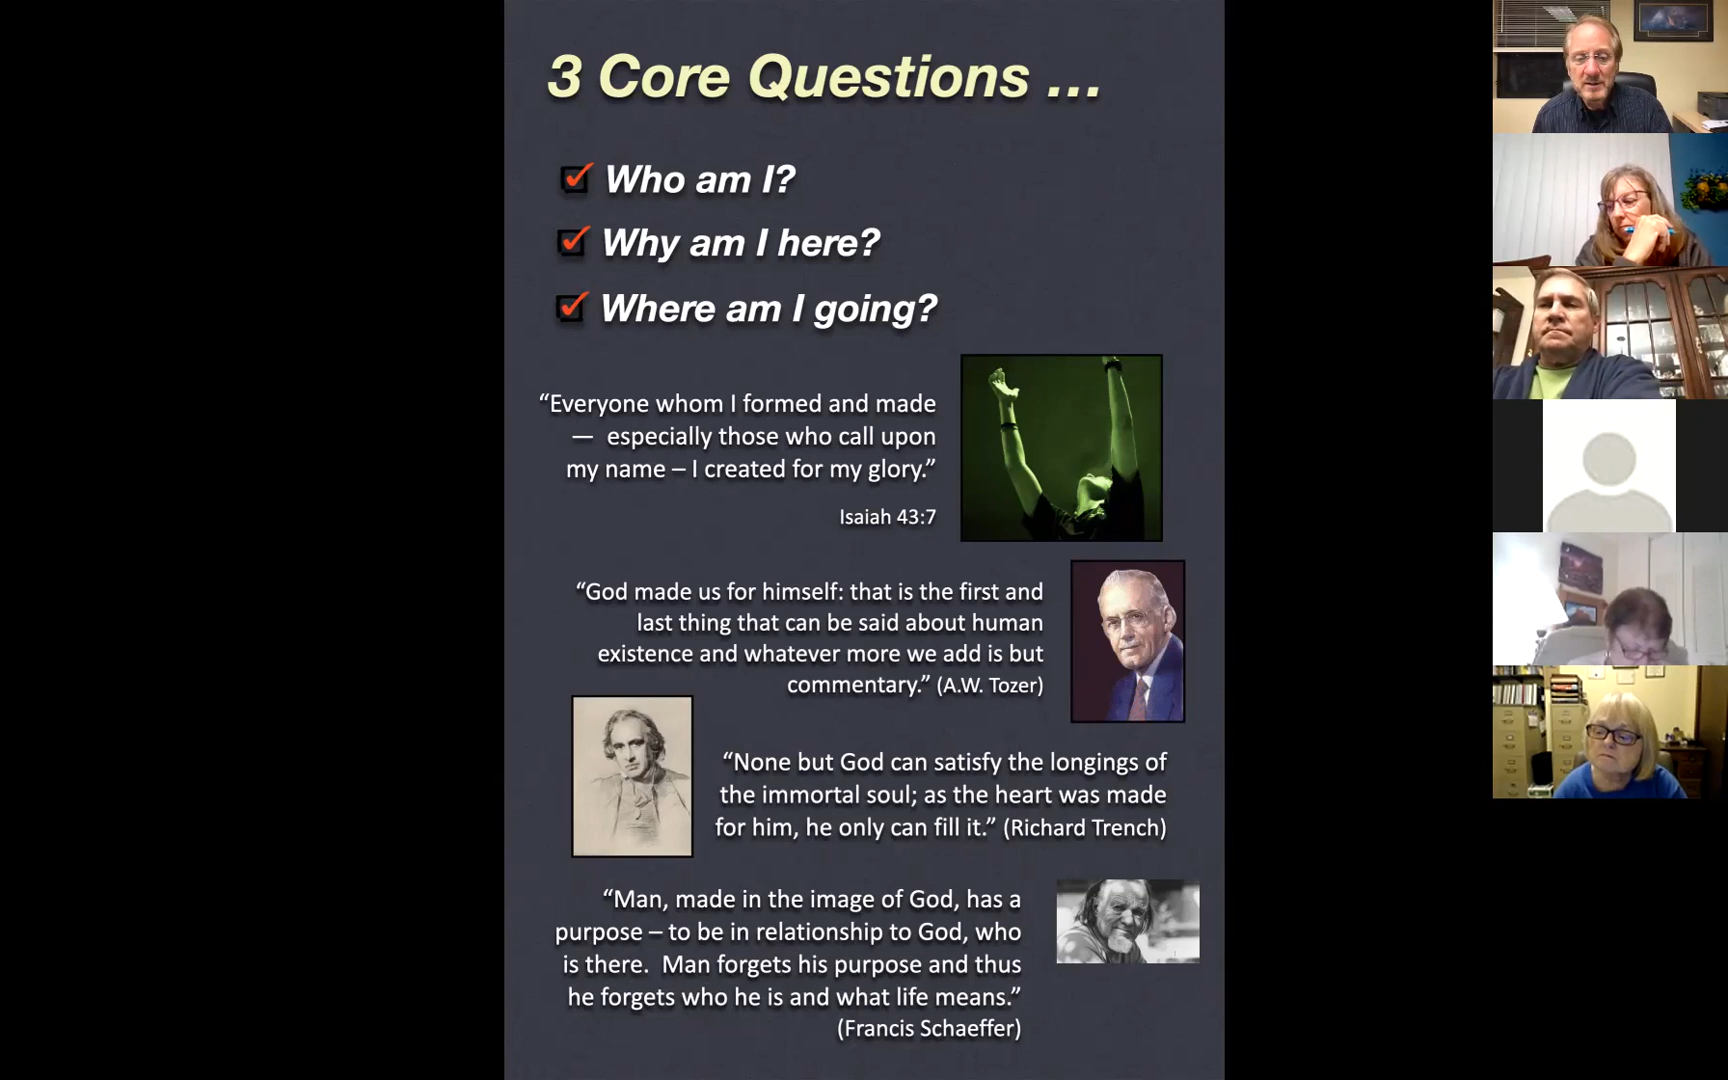 3 Core Questions ...
Who am I?
Why am I here?
Where am I going?
“Everyone whom I formed and made
— especially those who call upon
my name – I created for my glory.”
Isaiah 43:7
“God made us for himself: that is the first and
last thing that can be said about human
existence and whatever more we add is but
commentary.” (A.W. Tozer)
“None but God can satisfy the longings of
the immortal soul; as the heart was made
for him, he only can fill it.” (Richard Trench)
“Man, made in the image of God, has a
purpose – to be in relationship to God, who
is there.  Man forgets his purpose and thus
he forgets who he is and what life means.”
(Francis Schaeffer)